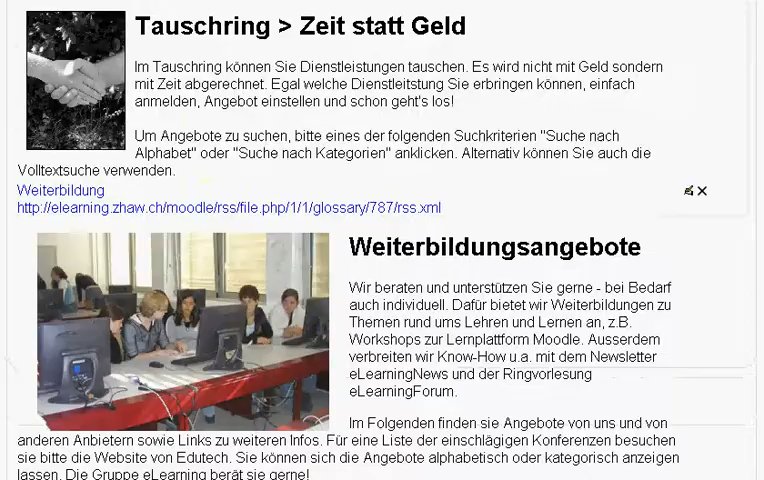 Tauschring > Zeit statt Geld
Im Tauschring können Sie Dienstleistungen tauschen. Es wird nicht mit Geld sondern
mit Zeit abgerechnet. Egal welche Dienstleitstung Sie erbringen können, einfach
anmelden, Angebot einstellen und schon geht's los!
Um Angebote zu suchen, bitte eines der folgenden Suchkriterien "Suche nach
Alphabet" oder "Suche nach Kategorien" anklicken. Alternativ können Sie auch die
Volltextsuche verwenden.
Weiterbildung
http://elearning.zhaw.ch/moodle/rss/file.php/1/1/glossary/787/rss.xml
Weiterbildungsangebote
Wir beraten und unterstützen Sie gerne - bei Bedarf
auch individuell. Dafür bietet wir Weiterbildungen zu
Themen rund ums Lehren und Lernen an, z.B.
Workshops zur Lernplattform Moodle. Ausserdem
verbreiten wir Know-How u.a. mit dem Newsletter
eLearningNews und der Ringvorlesung
eLearningForum.
Im Folgenden finden sie Angebote von uns und von
anderen Anbietern sowie Links zu weiteren Infos. Für eine Liste der einschlägigen Konferenzen besuchen
sie bitte die Website von Edutech. Sie können sich die Angebote alphabetisch oder kategorisch anzeigen
lassen. Die Gruppe eLearning berät sie gerne!